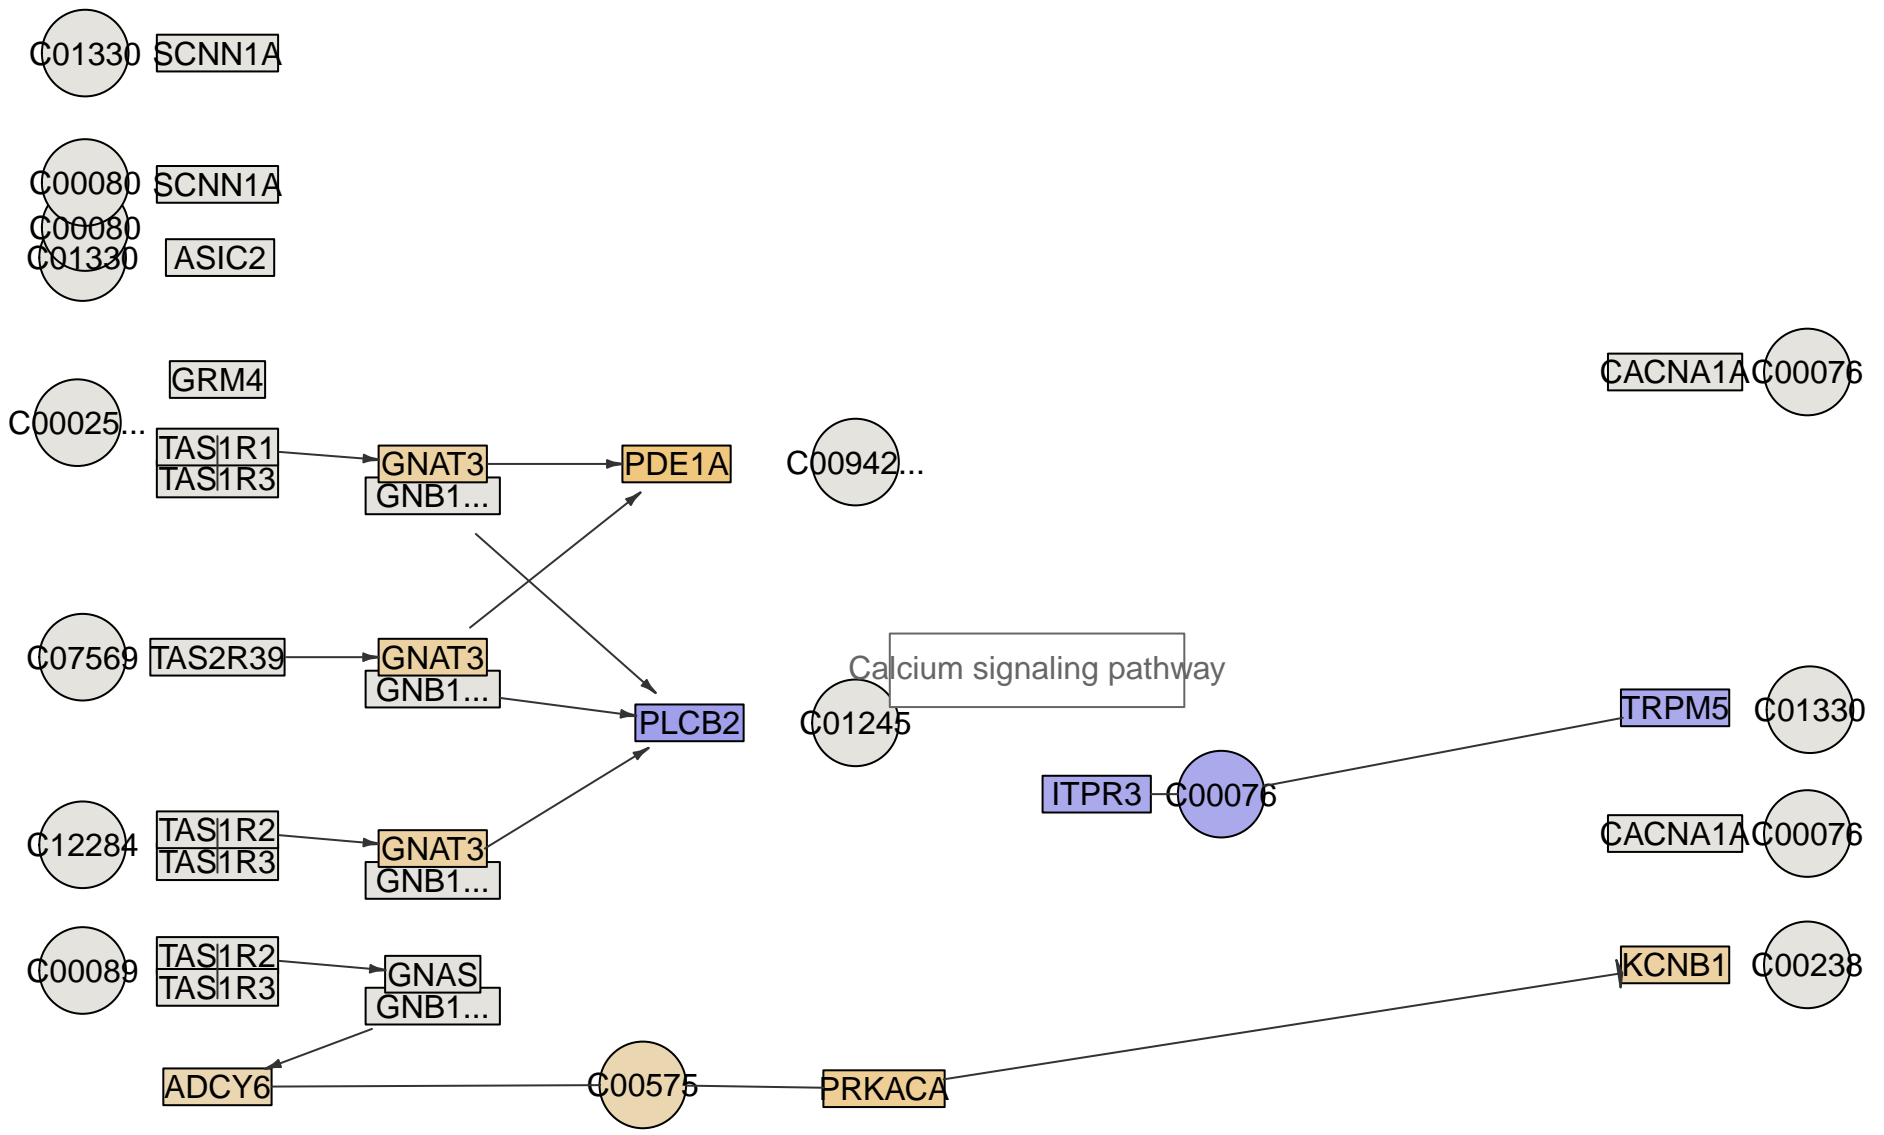 C01330 SCNN1A
C00080 SCNN1A
C00080
C01330 ASIC2
CACNA1A C00076
GRM4
C00025...
TAS1R1
TAS1R3
GNAT3
GNB1...
PDE1A
C00942...
C07569 TAS2R39
GNAT3
GNB1...
Calcium signaling pathway
PLCB2
C01245
TRPM5 C01330
ITPR3 C00076
CACNA1A C00076
C12284
TAS1R2
TAS1R3
GNAT3
GNB1...
C00089
TAS1R2
TAS1R3
GNAS
GNB1...
KCNB1 C00238
ADCY6
C00575
PRKACA